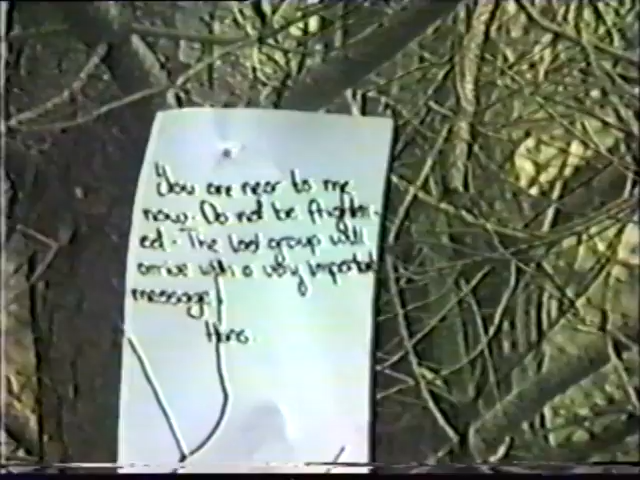 You are near to me
now. Do not be frighten-
ed. The last group will
arrive with a very important
message.
Hans.